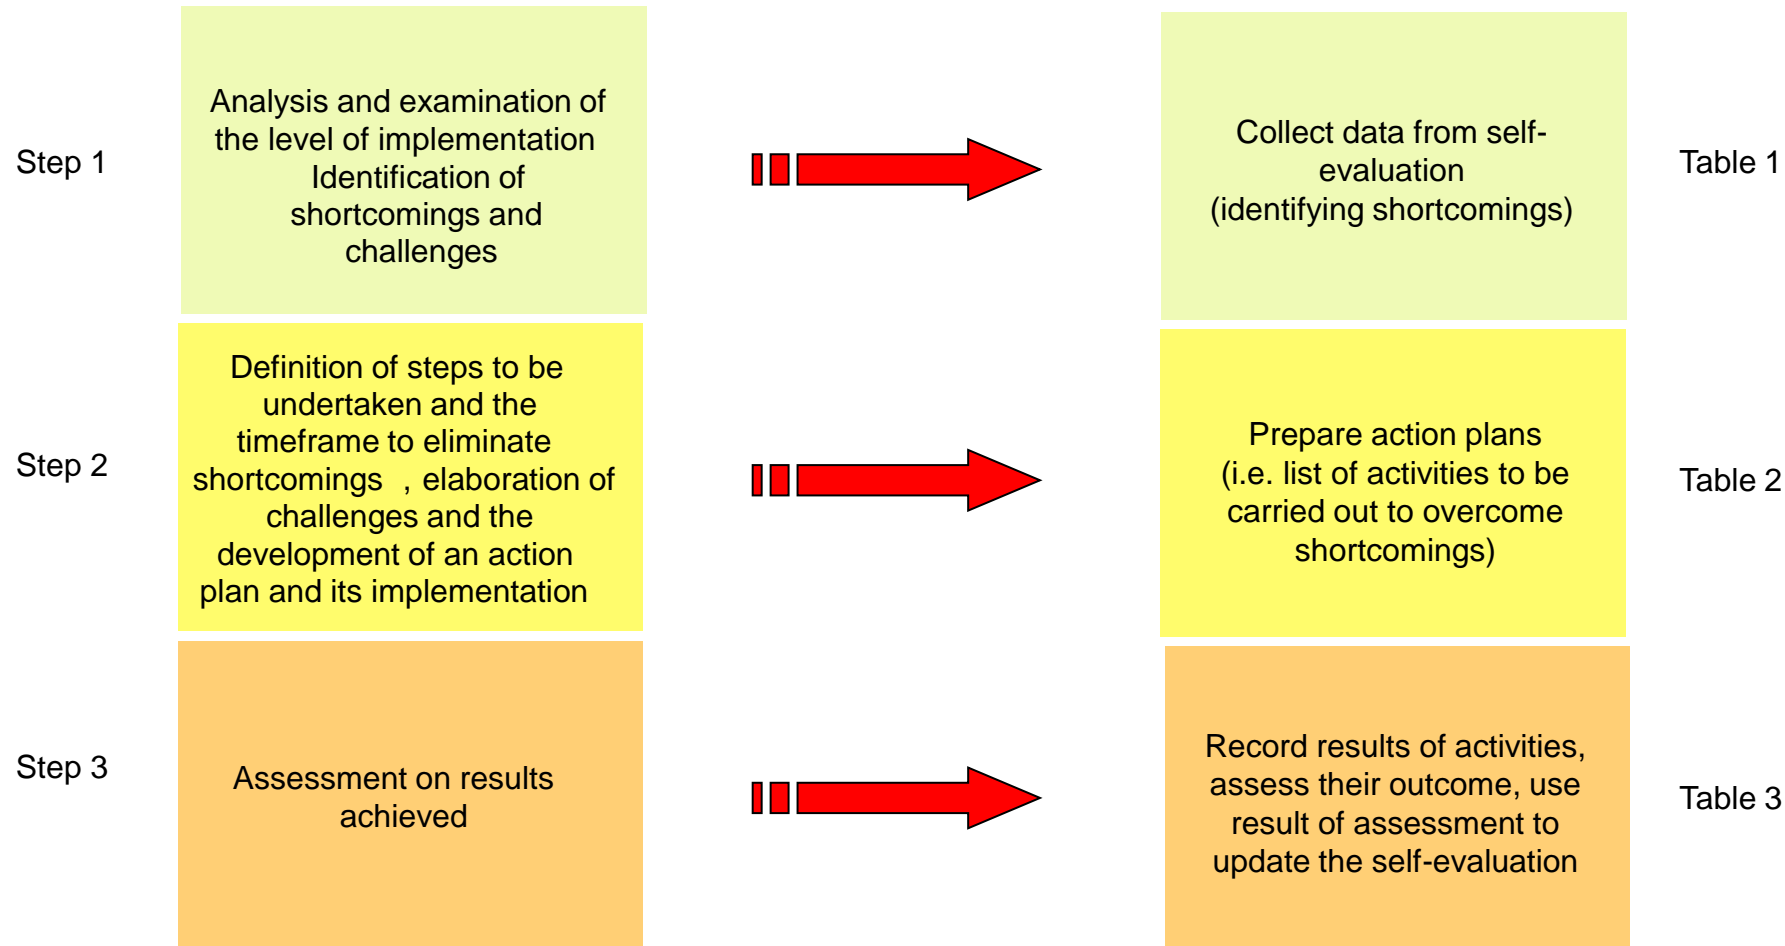 Step 1
Analysis and examination of
the level of implementation
Identification of
shortcomings and
challenges
Collect data from self-
evaluation
(identifying shortcomings)
Table 1
Step 2
Definition of steps to be
undertaken and the
timeframe to eliminate
shortcomings , elaboration of
challenges and the
development of an action
plan and its implementation
Prepare action plans
(i.e. list of activities to be
carried out to overcome
shortcomings)
Table 2
Step 3
Assessment on results
achieved
Record results of activities,
assess their outcome, use
result of assessment to
update the self-evaluation
Table 3